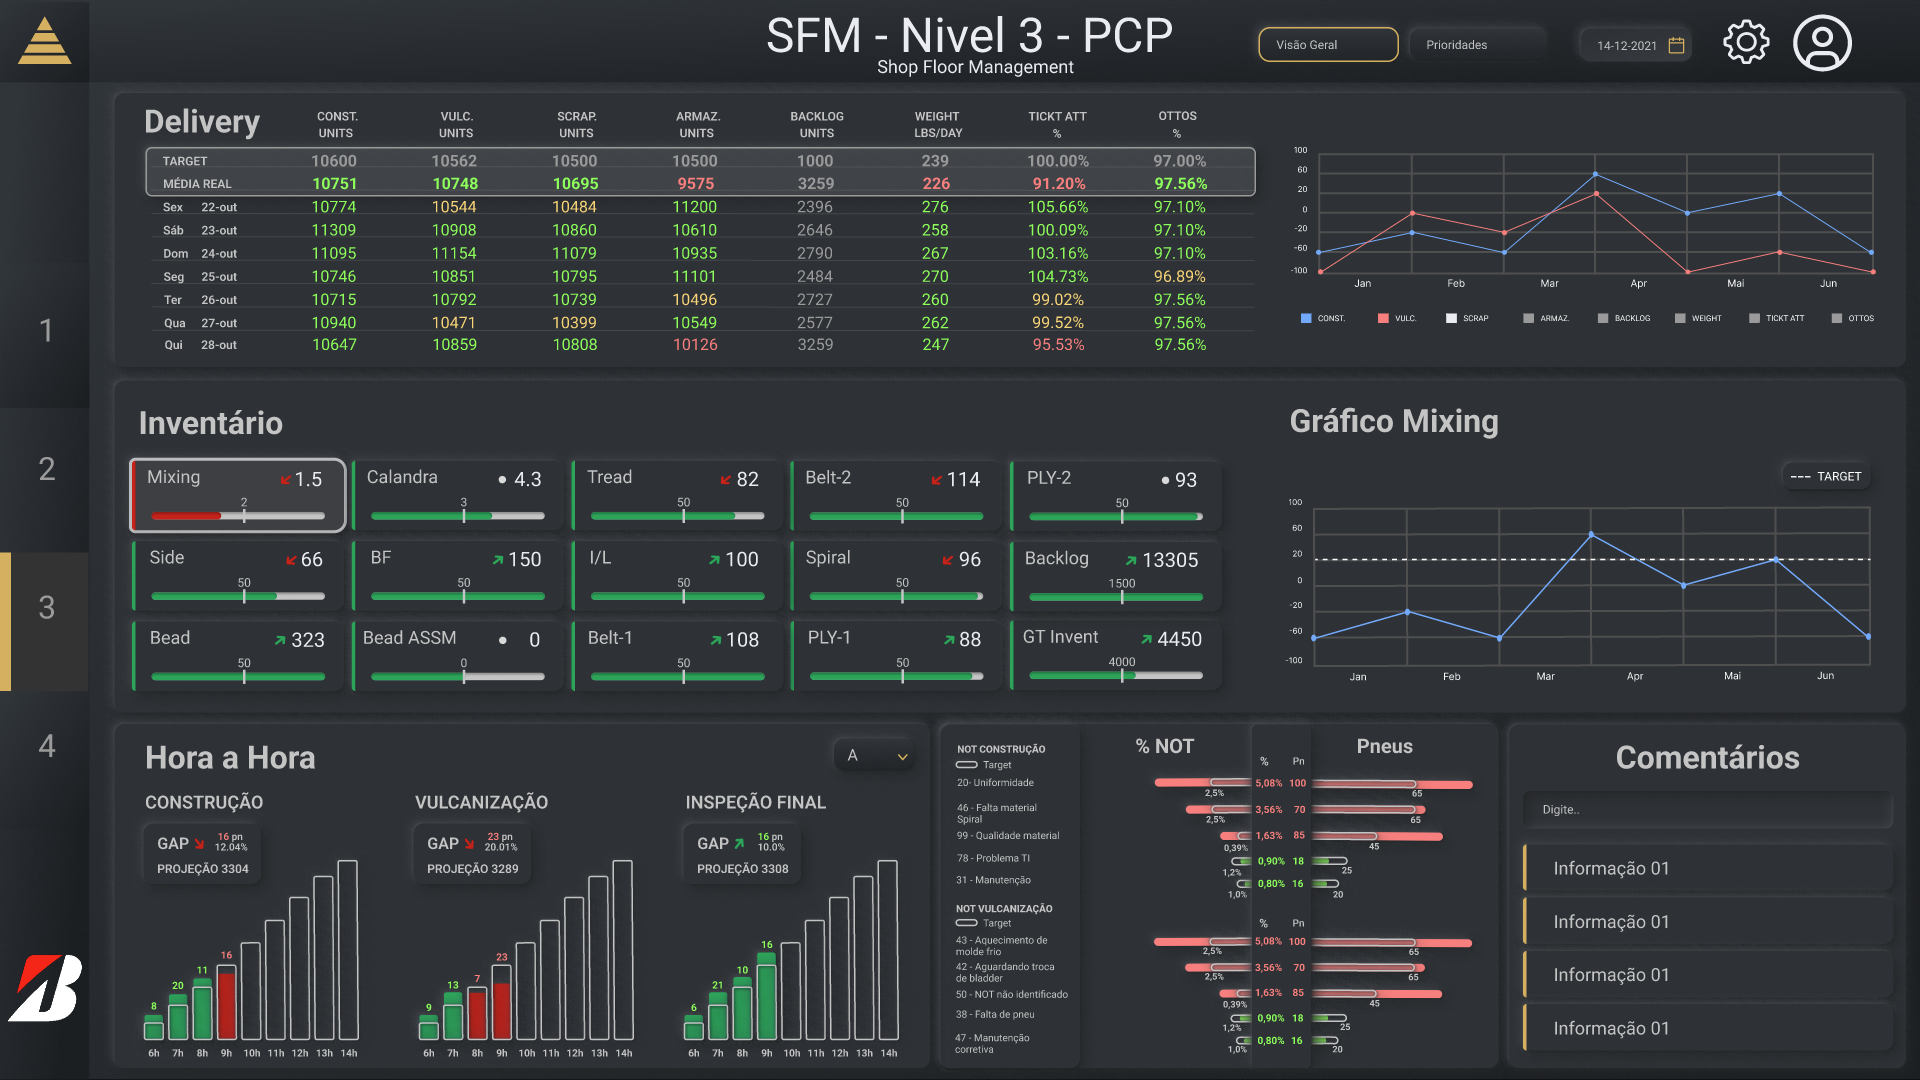 SFM - Nivel 3 - PCP
Shop Floor Management
Visão Geral
Prioridades
14-12-2021
1
2
3
4
Delivery
CONST. UNITS
VULC. UNITS
SCRAP. UNITS
ARMAZ. UNITS
BACKLOG UNITS
WEIGHT LBS/DAY
TICKT ATT %
OTTOS %
TARGET 10600 10562 10500 10500 1000 239 100.00% 97.00%
MÉDIA REAL 10751 10748 10695 9575 3259 226 91.20% 97.56%
Sex 22-out 10774 10544 10484 11200 2396 276 105.66% 97.10%
Sáb 23-out 11309 10908 10860 10610 2646 258 100.09% 97.10%
Dom 24-out 11095 11154 11079 10935 2790 267 103.16% 97.10%
Seg 25-out 10746 10851 10795 11101 2484 270 104.73% 96.89%
Ter 26-out 10715 10792 10739 10496 2727 260 99.02% 97.56%
Qua 27-out 10940 10471 10399 10549 2577 262 99.52% 97.56%
Qui 28-out 10647 10859 10808 10126 3259 247 95.53% 97.56%
100
60
20
0
-20
-60
-100
Jan Feb Mar Apr Mai Jun
CONST. VULC. SCRAP ARMAZ. BACKLOG WEIGHT TICKT ATT OTTOS
Inventário
Mixing 1.5
2
Calandra 4.3
3
Tread 82
50
Belt-2 114
50
PLY-2 93
50
Side 66
50
BF 150
50
I/L 100
50
Spiral 96
50
Backlog 13305
1500
Bead 323
50
Bead ASSM 0
0
Belt-1 108
50
PLY-1 88
50
GT Invent 4450
4000
Gráfico Mixing
--- TARGET
100
60
20
0
-20
-60
-100
Jan Feb Mar Apr Mai Jun
Hora a Hora
A
CONSTRUÇÃO
GAP 16 pn
12.04%
PROJEÇÃO 3304
8 20 11 16
6h 7h 8h 9h 10h 11h 12h 13h 14h
VULCANIZAÇÃO
GAP 23 pn
20.01%
PROJEÇÃO 3289
9 13 7 23
6h 7h 8h 9h 10h 11h 12h 13h 14h
INSPEÇÃO FINAL
GAP 16 pn
10.0%
PROJEÇÃO 3308
6 21 10 16
6h 7h 8h 9h 10h 11h 12h 13h 14h
NOT CONSTRUÇÃO
Target
20- Uniformidade
46 - Falta material
Spiral
99 - Qualidade material
78 - Problema TI
31 - Manutenção
NOT VULCANIZAÇÃO
Target
43 - Aquecimento de
molde frio
42 - Aguardando troca
de bladder
50 - NOT não identificado
38 - Falta de pneu
47 - Manutenção
corretiva
% NOT
Pneus
% Pn
5,08% 100
2,5% 65
3,56% 70
2,5% 65
1,63% 85
0,39% 45
0,90% 18
1,2% 25
0,80% 16
1,0% 20
% Pn
5,08% 100
2,5% 65
3,56% 70
2,5% 65
1,63% 85
0,39% 45
0,90% 18
1,2% 25
0,80% 16
1,0% 20
Comentários
Digite..
Informação 01
Informação 01
Informação 01
Informação 01